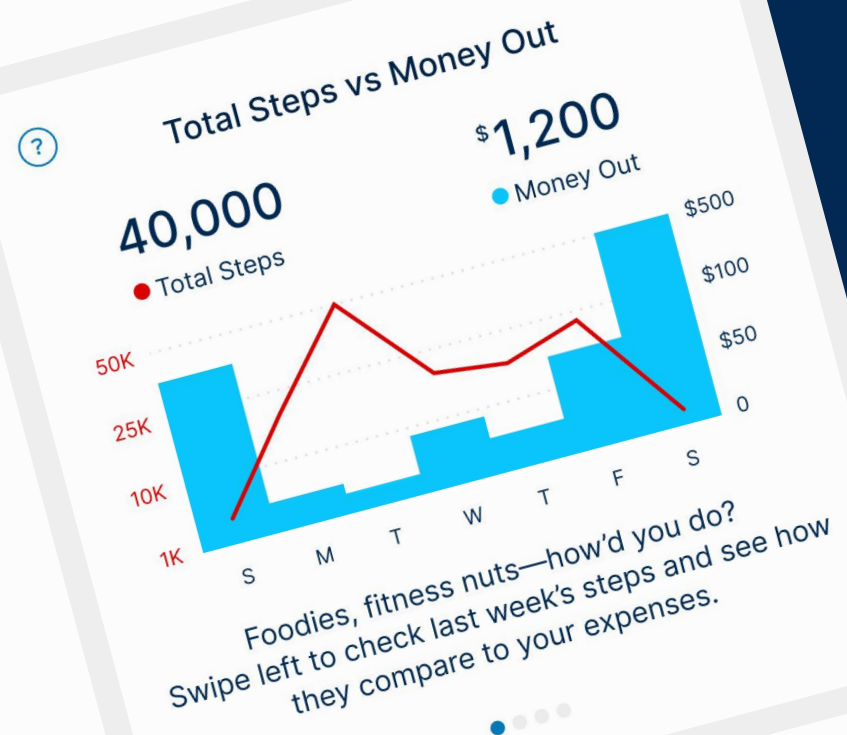 Total Steps vs Money Out
?
40,000
Total Steps
$1,200
Money Out
50K
25K
10K
1K
$500
$100
$50
0
S M T W T F S
Foodies, fitness nuts—how'd you do?
Swipe left to check last week's steps and see how
they compare to your expenses.